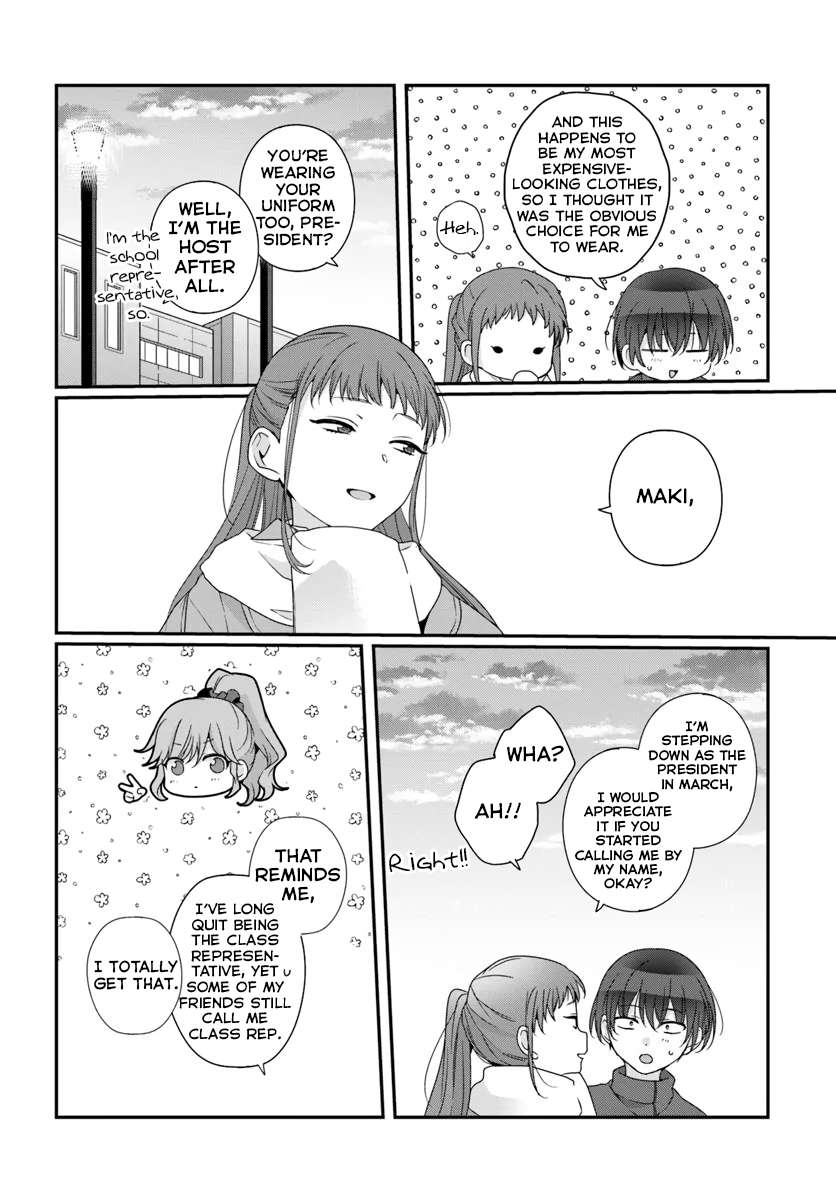 AND THIS
HAPPENS TO
BE MY MOST
EXPENSIVE-
LOOKING CLOTHES,
SO I THOUGHT IT
WAS THE OBVIOUS
CHOICE FOR ME
TO WEAR.
Heh.
YOU'RE
WEARING
YOUR
UNIFORM
TOO, PRE-
SIDENT?
WELL,
I'M THE
HOST
AFTER
ALL.
I'm the
school
repre-
sentative,
so.
MAKI,
I'M
STEPPING
DOWN AS THE
PRESIDENT
IN MARCH,
I WOULD
APPRECIATE
IT IF YOU
STARTED
CALLING ME BY
MY NAME,
OKAY?
WHA?
AH!!
Right!!
THAT
REMINDS
ME,
I'VE LONG
QUIT BEING
THE CLASS
REPRESEN-
TATIVE, YET
SOME OF MY
FRIENDS STILL
CALL ME
CLASS REP.
I TOTALLY
GET THAT.